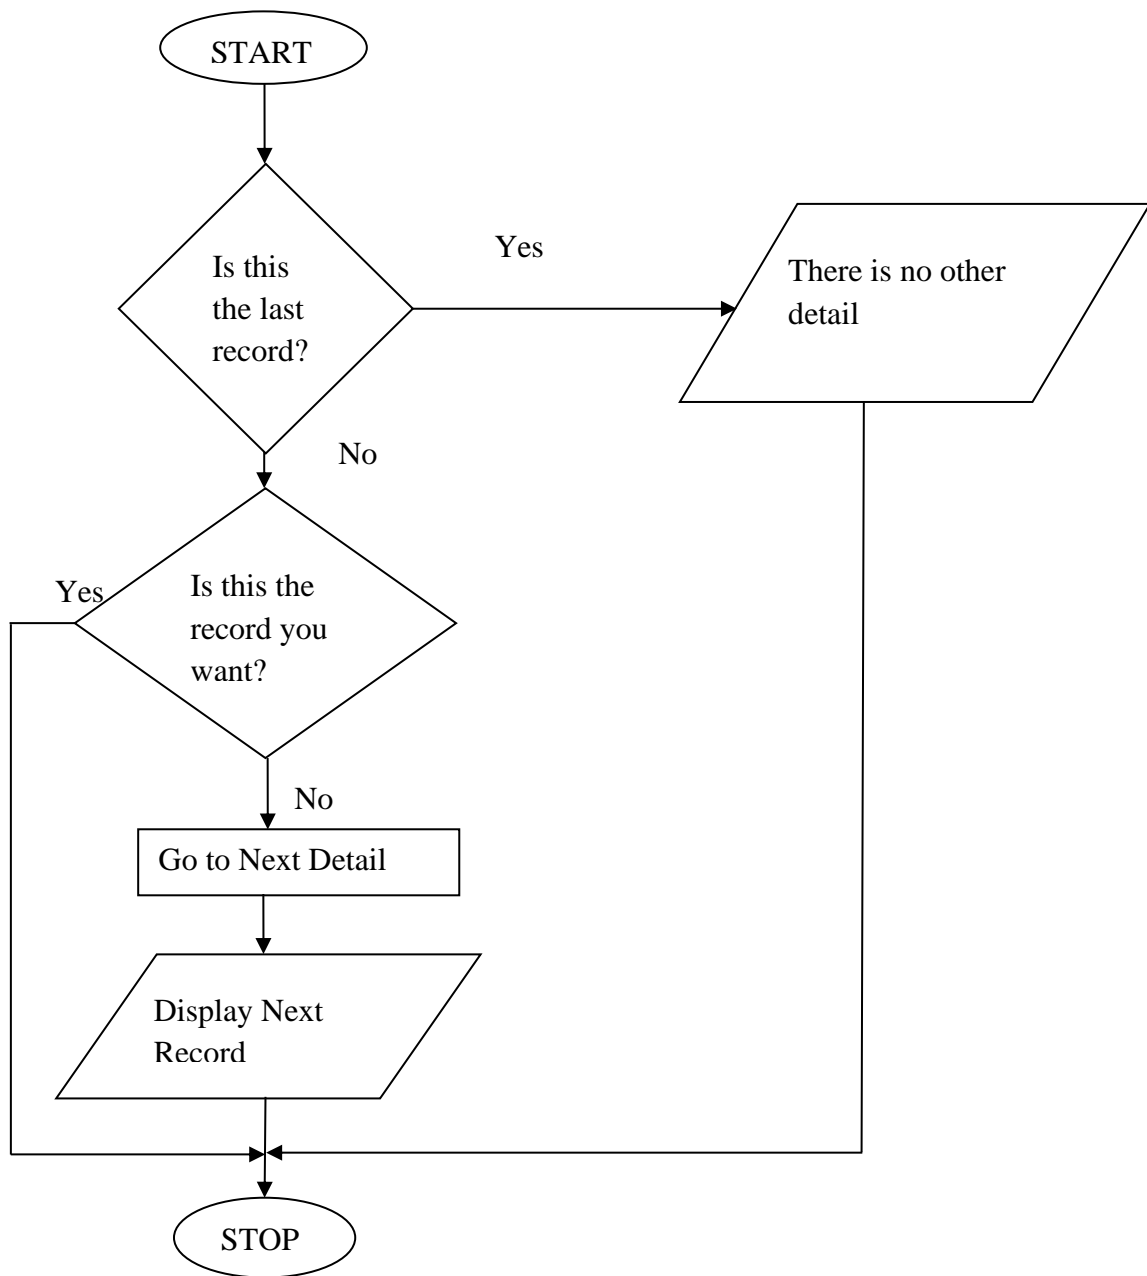 START
Is this
the last
record?
Yes
There is no other
detail
No
Is this the
record you
want?
Yes
No
Go to Next Detail
Display Next
Record
STOP